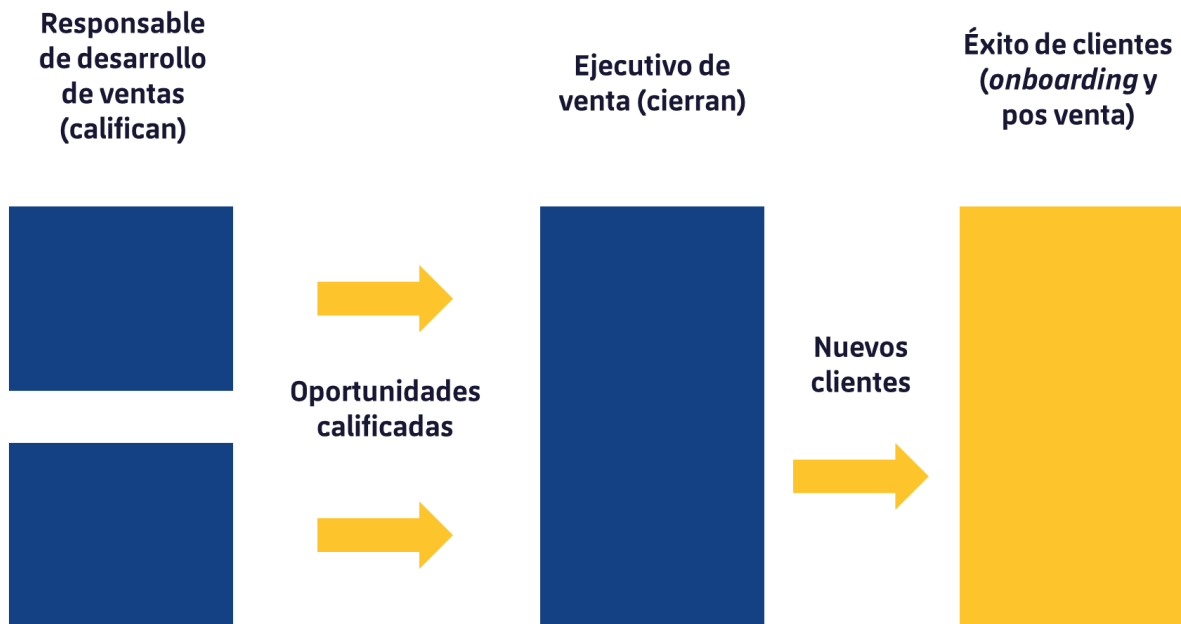 Responsable
de desarrollo
de ventas
(califican)
Ejecutivo de
venta (cierran)
Éxito de clientes
(onboarding y
pos venta)
Oportunidades
calificadas
Nuevos
clientes